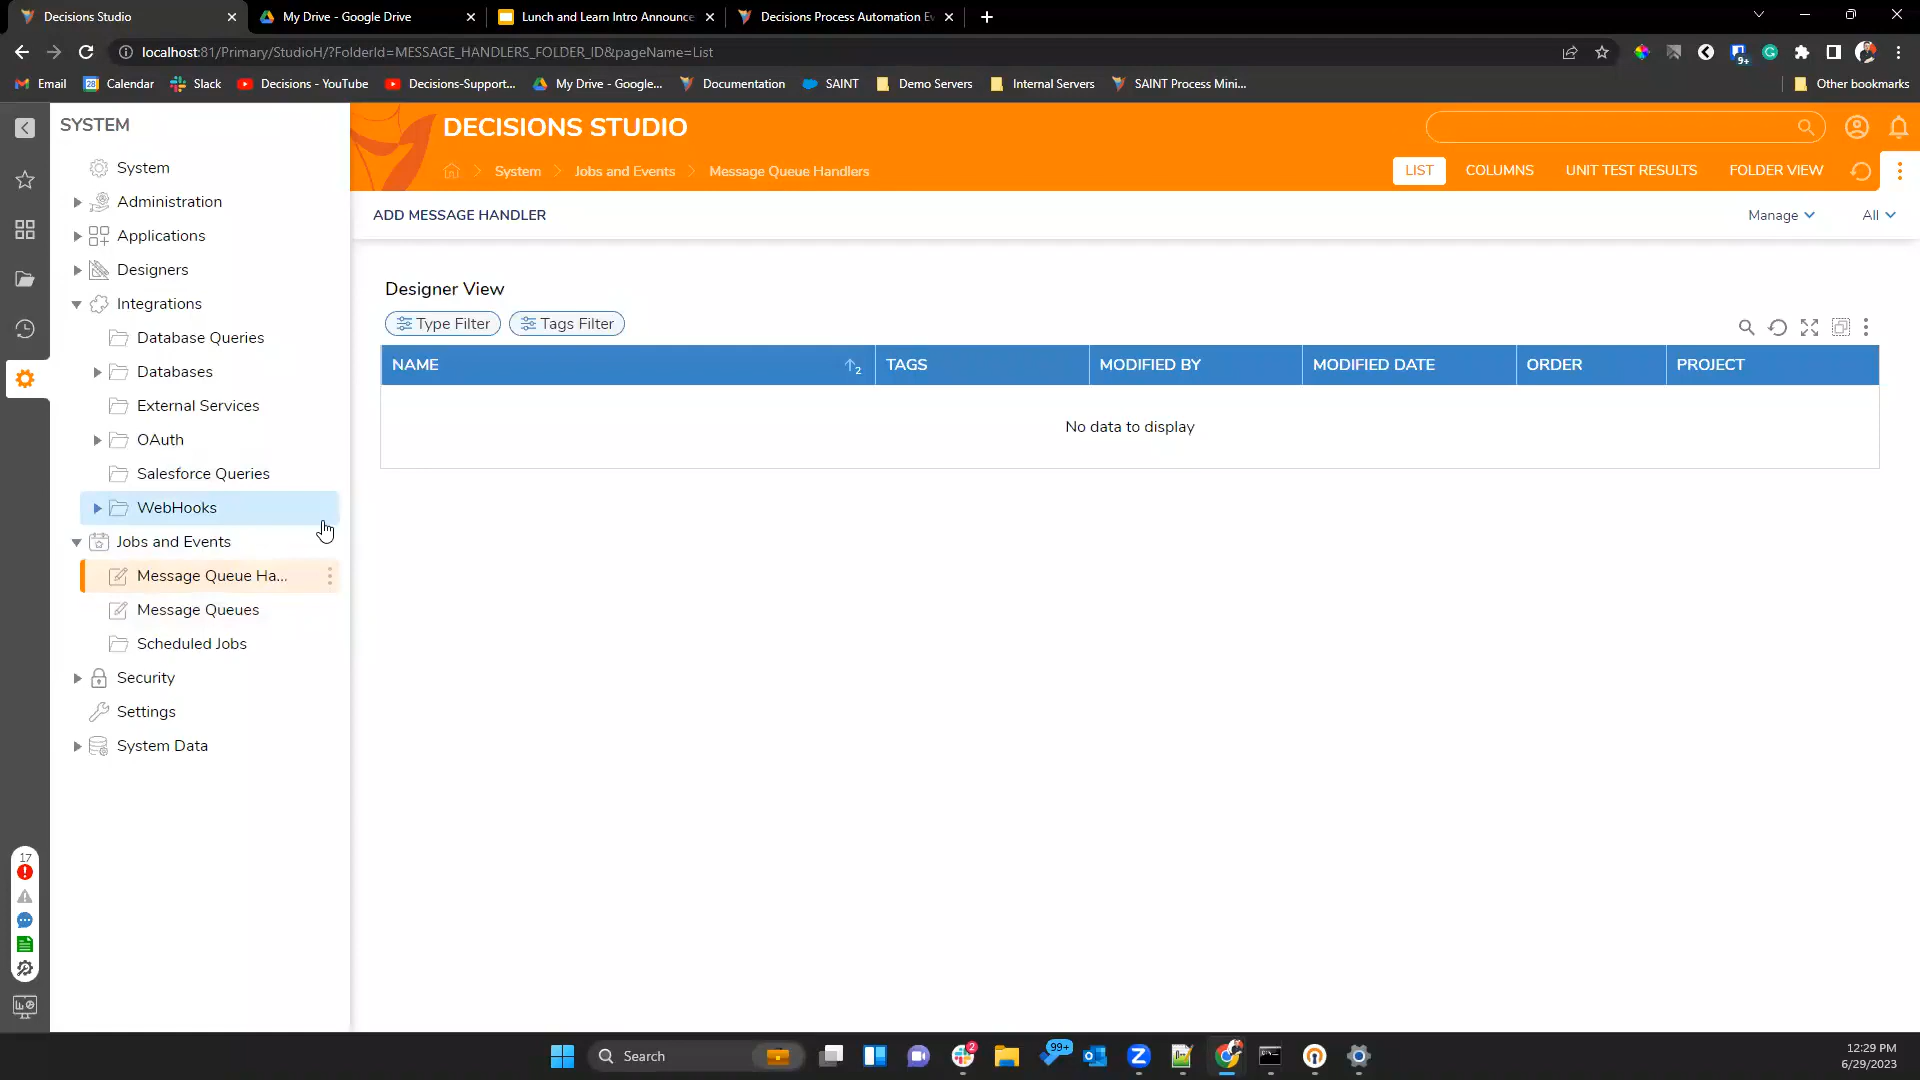 Decisions Studio
My Drive - Google Drive
Lunch and Learn Intro Announce
Decisions Process Automation Ev
localhost:81/Primary/StudioH/?FolderId=MESSAGE_HANDLERS_FOLDER_ID&pageName=List
9+
Email
Calendar
Slack
Decisions - YouTube
Decisions-Support...
My Drive - Google...
Documentation
SAINT
Demo Servers
Internal Servers
SAINT Process Mini...
Other bookmarks
SYSTEM
System
Administration
Applications
Designers
Integrations
Database Queries
Databases
External Services
OAuth
Salesforce Queries
WebHooks
Jobs and Events
Message Queue Ha...
Message Queues
Scheduled Jobs
Security
Settings
System Data
17
DECISIONS STUDIO
System
Jobs and Events
Message Queue Handlers
LIST
COLUMNS
UNIT TEST RESULTS
FOLDER VIEW
ADD MESSAGE HANDLER
Manage
All
Designer View
Type Filter
Tags Filter
NAME
2
TAGS
MODIFIED BY
MODIFIED DATE
ORDER
PROJECT
No data to display
Search
2
99+
12:29 PM
6/29/2023